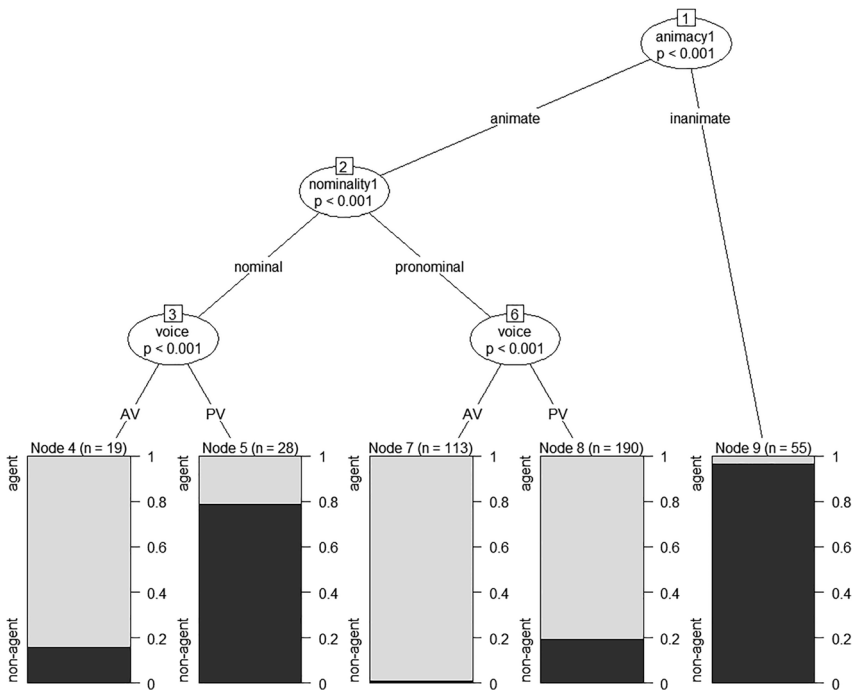 1
animacy1
p < 0.001
animate
inanimate
2
nominality1
p < 0.001
nominal
pronominal
3
voice
p < 0.001
6
voice
p < 0.001
AV
PV
AV
PV
Node 4 (n = 19)
agent
non-agent
1
0.8
0.6
0.4
0.2
0
Node 5 (n = 28)
agent
non-agent
1
0.8
0.6
0.4
0.2
0
Node 7 (n = 113)
agent
non-agent
1
0.8
0.6
0.4
0.2
0
Node 8 (n = 190)
agent
non-agent
1
0.8
0.6
0.4
0.2
0
Node 9 (n = 55)
agent
non-agent
1
0.8
0.6
0.4
0.2
0